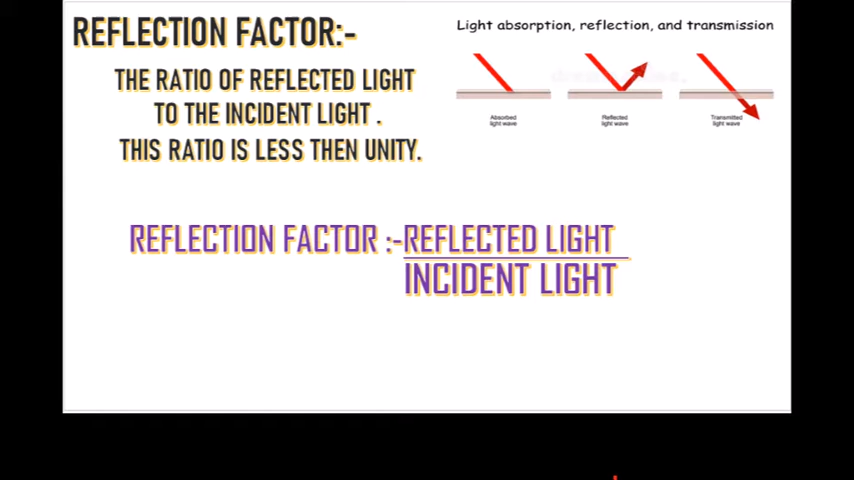 REFLECTION FACTOR:-
THE RATIO OF REFLECTED LIGHT
TO THE INCIDENT LIGHT .
THIS RATIO IS LESS THEN UNITY.
Light absorption, reflection, and transmission
Absorbed
light wave
Reflected
light wave
Transmitted
light wave
REFLECTION FACTOR :-REFLECTED LIGHT
INCIDENT LIGHT